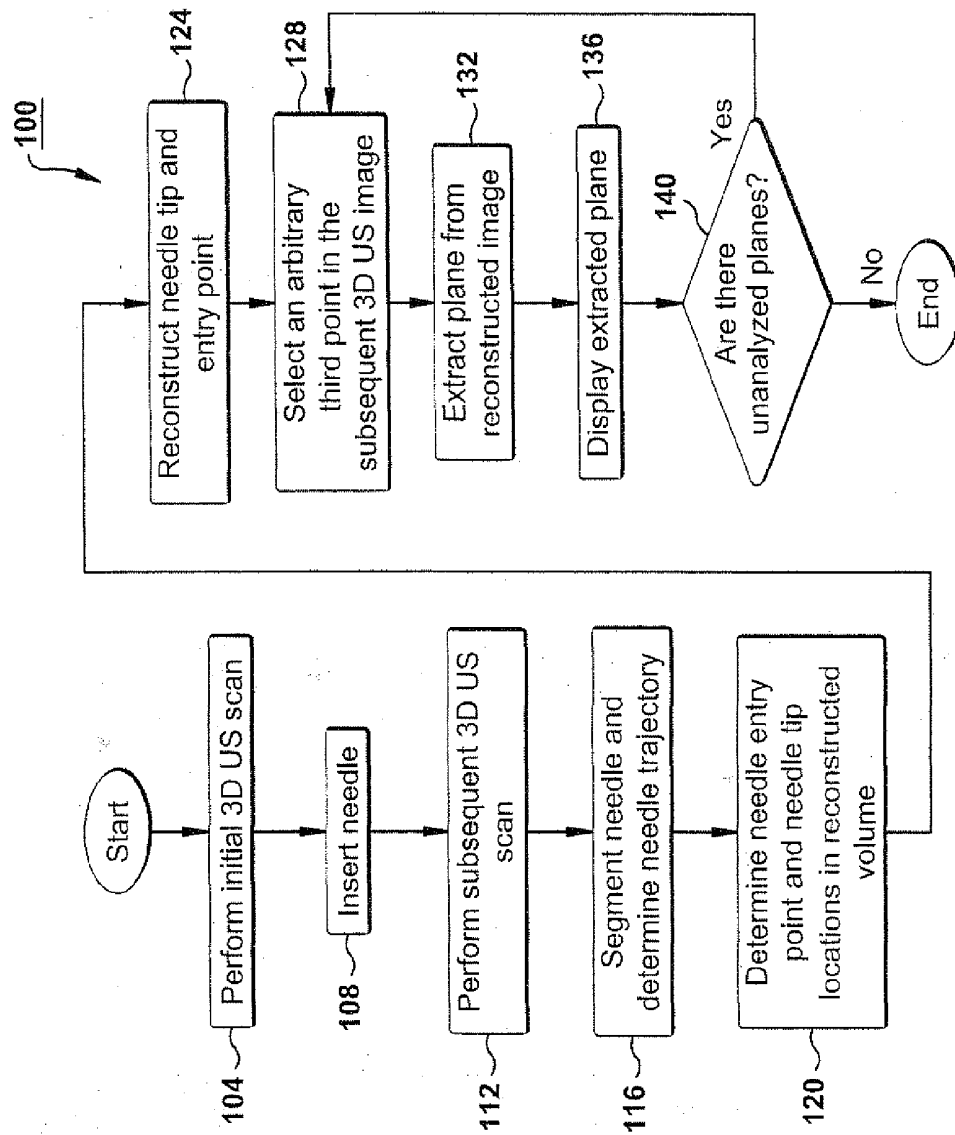 100
Start
Perform initial 3D US scan
104
Insert needle
108
Perform subsequent 3D US
scan
112
Segment needle and
determine needle trajectory
116
Determine needle entry
point and needle tip
locations in reconstructed
volume
120
Reconstruct needle tip and
entry point
124
Select an arbitrary
third point in the
subsequent 3D US image
128
Extract plane from
reconstructed image
132
Display extracted plane
136
Are there
unanalyzed planes?
140
Yes
No
End